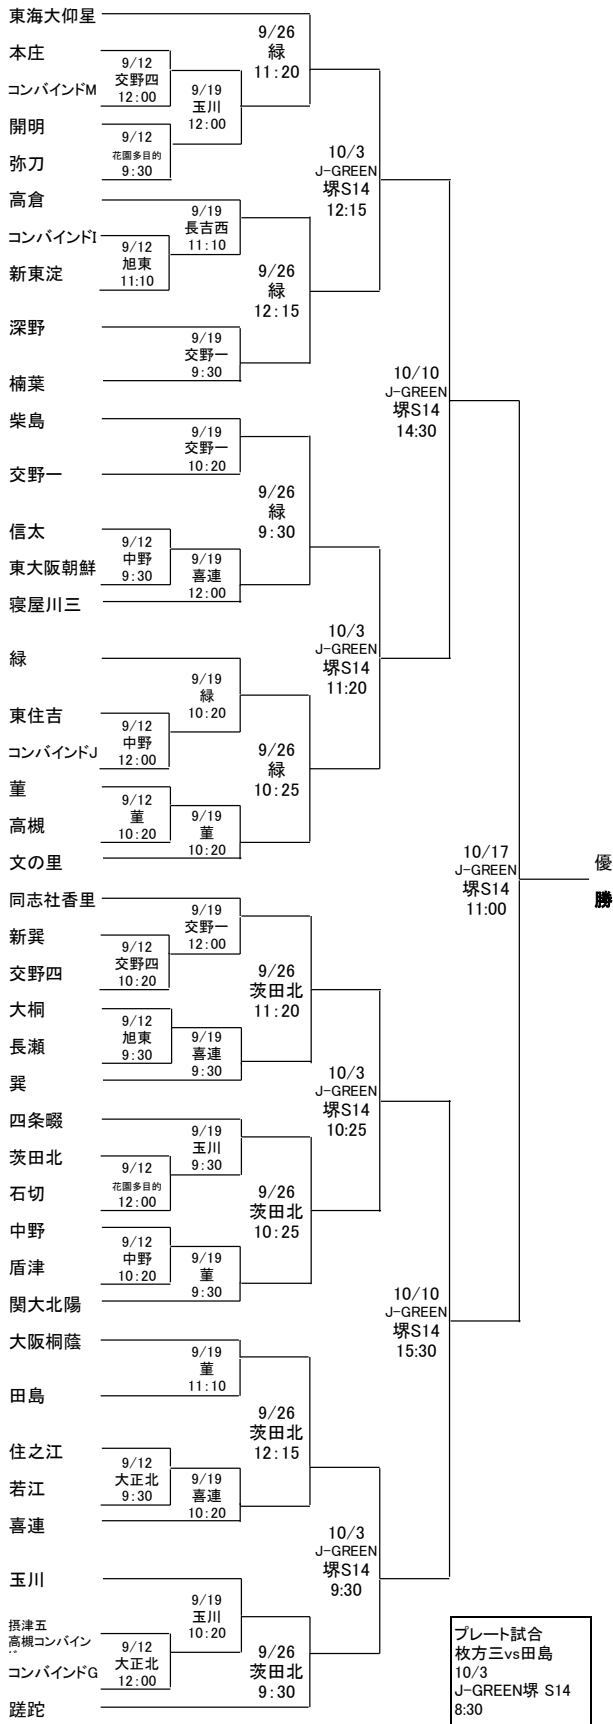 東海大仰星
本庄
コンバインドM
開明
弥刀
高倉
コンバインドI
新東淀
深野
楠葉
柴島
交野一
信太
東大阪朝鮮
寝屋川三
緑
東住吉
コンバインドJ
菫
高槻
文の里
同志社香里
新巽
交野四
大桐
長瀬
巽
四条畷
茨田北
石切
中野
盾津
関大北陽
大阪桐蔭
田島
住之江
若江
喜連
玉川
摂津五
高槻コンバイン
コンバインドG
蹉跎
9/12
交野四
12:00
9/12
花園多目的
9:30
9/12
旭東
11:10
9/12
中野
9:30
9/12
中野
12:00
9/12
菫
10:20
9/12
交野四
10:20
9/12
旭東
9:30
9/12
花園多目的
12:00
9/12
中野
10:20
9/12
大正北
9:30
9/12
大正北
12:00
9/19
玉川
12:00
9/19
長吉西
11:10
9/19
交野一
9:30
9/19
交野一
10:20
9/19
喜連
12:00
9/19
緑
10:20
9/19
菫
10:20
9/19
交野一
12:00
9/19
喜連
9:30
9/19
玉川
9:30
9/19
菫
9:30
9/19
菫
11:10
9/19
喜連
10:20
9/19
玉川
10:20
9/26
緑
11:20
9/26
緑
12:15
9/26
緑
9:30
9/26
緑
10:25
9/26
茨田北
11:20
9/26
茨田北
10:25
9/26
茨田北
12:15
9/26
茨田北
9:30
10/3
J-GREEN
堺S14
12:15
10/3
J-GREEN
堺S14
11:20
10/3
J-GREEN
堺S14
10:25
10/3
J-GREEN
堺S14
9:30
10/10
J-GREEN
堺S14
14:30
10/10
J-GREEN
堺S14
15:30
10/17
J-GREEN
堺S14
11:00
優
勝
プレート試合
枚方三vs田島
10/3
J-GREEN堺 S14
8:30